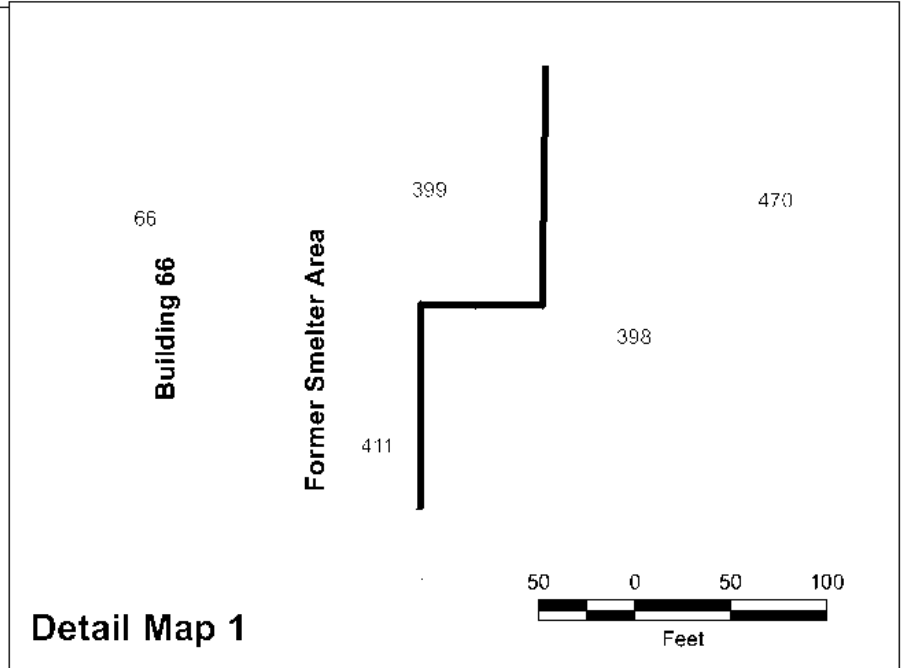 399
470
66
Building 66
Former Smelter Area
398
411
50 0 50 100
Feet
Detail Map 1